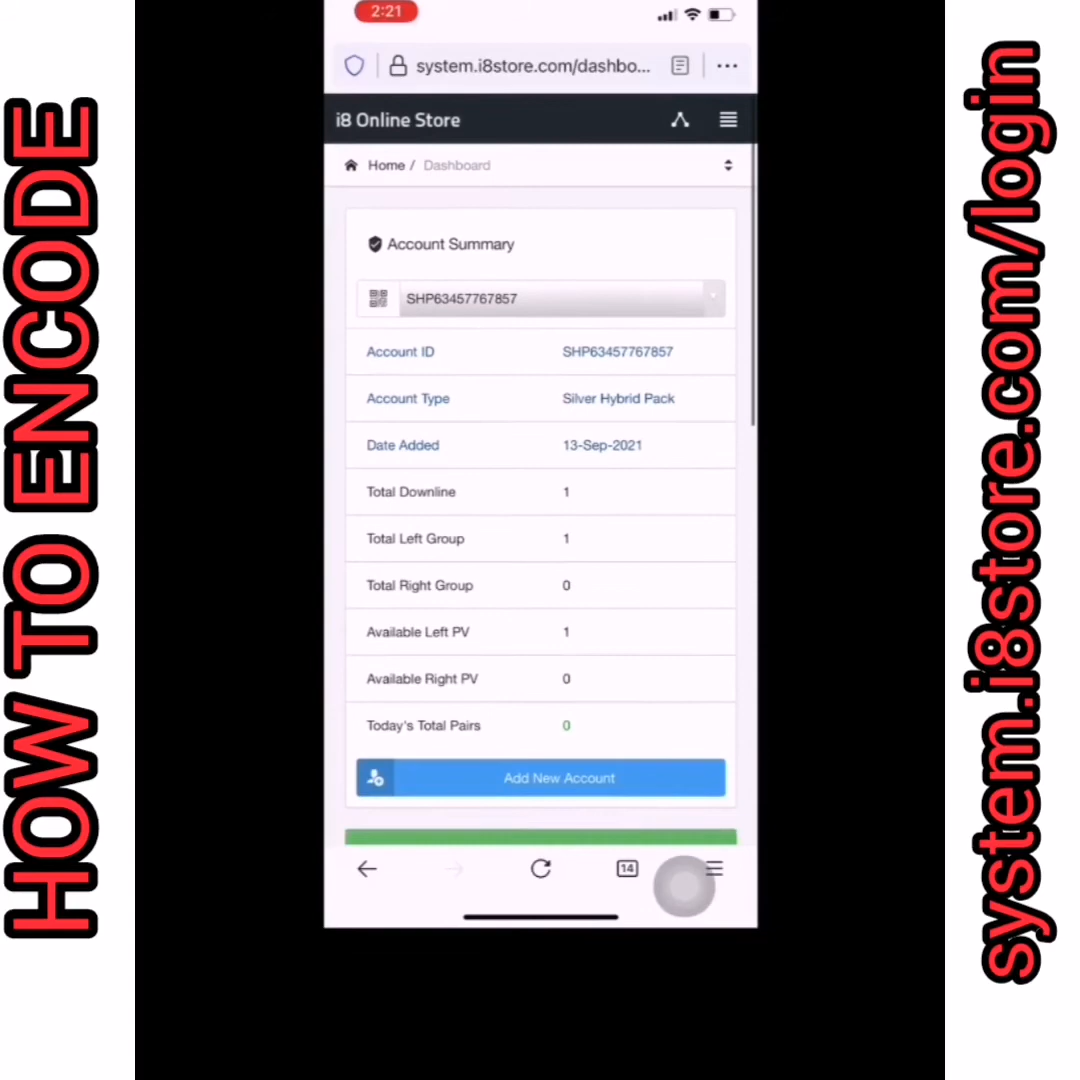 HOW TO ENCODE
2:21
system.i8store.com/dashbo...
i8 Online Store
Home / Dashboard
Account Summary
SHP63457767857
Account ID SHP63457767857
Account Type Silver Hybrid Pack
Date Added 13-Sep-2021
Total Downline 1
Total Left Group 1
Total Right Group 0
Available Left PV 1
Available Right PV 0
Today's Total Pairs 0
Add New Account
14
system.i8store.com/login